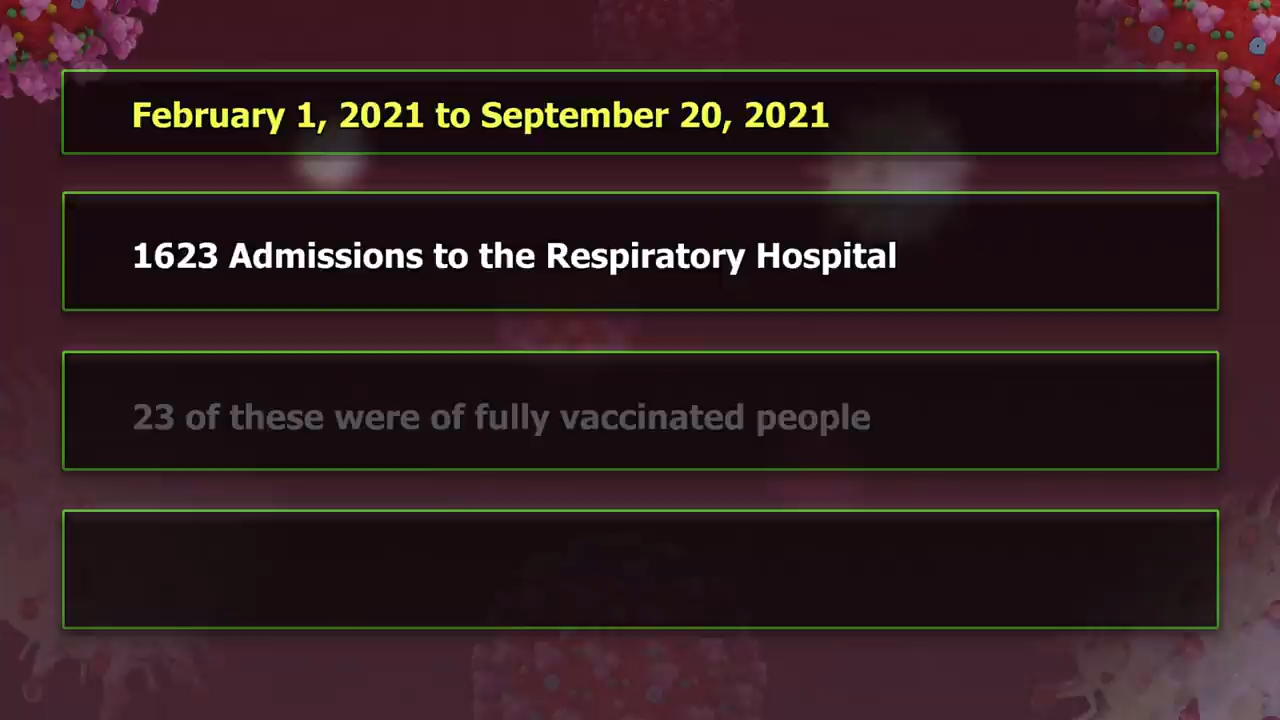 February 1, 2021 to September 20, 2021
1623 Admissions to the Respiratory Hospital
23 of these were of fully vaccinated people